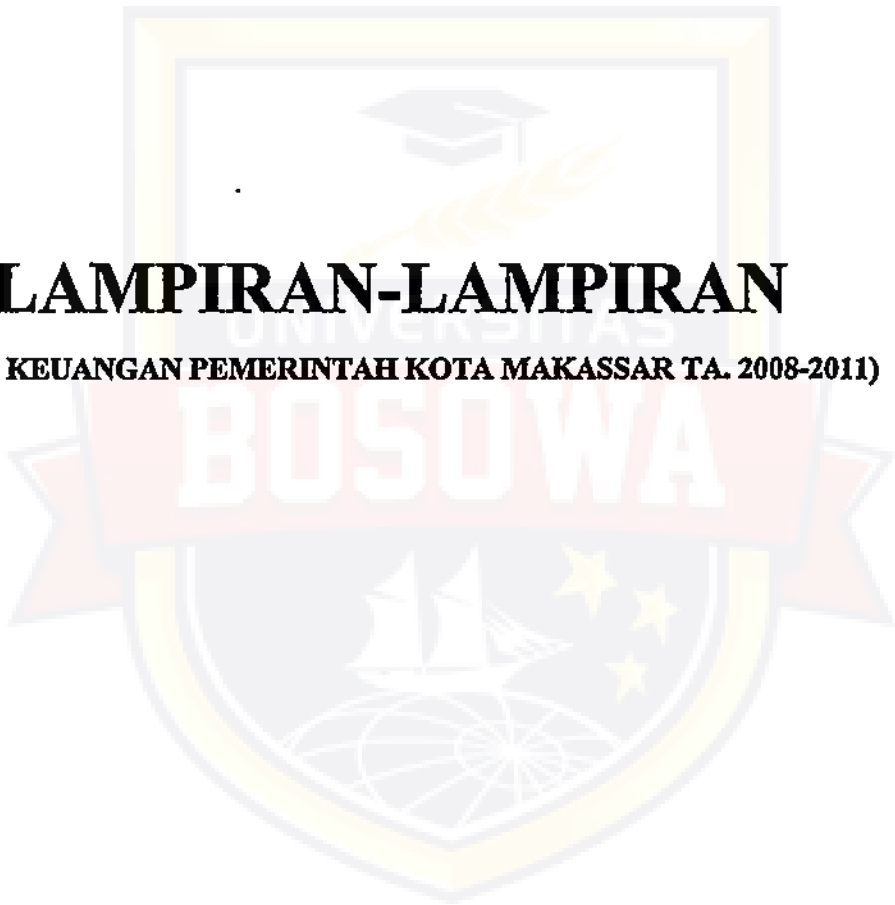 LAMPIRAN-LAMPIRAN
UNIVERSITAS
KEUANGAN PEMERINTAH KOTA MAKASSAR TA. 2008-2011)
BOSOWA